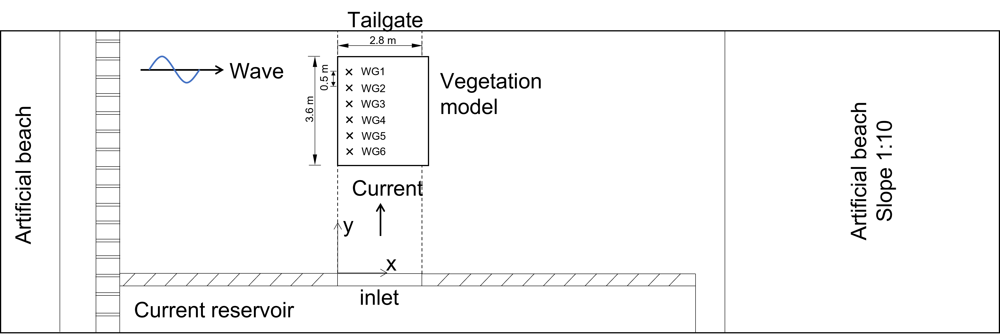 Tailgate
2.8 m
Wave
0.5 m
3.6 m
WG1
WG2
WG3
WG4
WG5
WG6
Vegetation
model
Artificial beach
Current
y
x
inlet
Current reservoir
Artificial beach
Slope 1:10